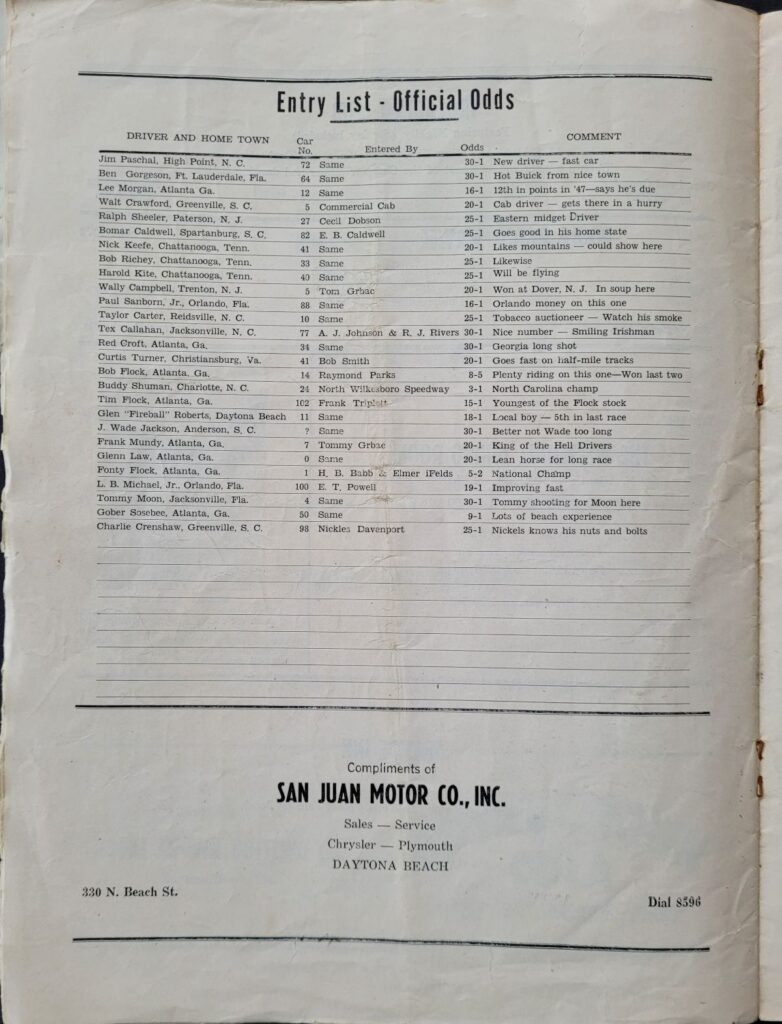 Entry List - Official Odds
DRIVER AND HOME TOWN Car No. Entered By Odds COMMENT
Jim Paschal, High Point, N. C. 72 Same 30-1 New driver — fast car
Ben Gorgeson, Ft. Lauderdale, Fla. 64 Same 30-1 Hot Buick from nice town
Lee Morgan, Atlanta Ga. 12 Same 16-1 12th in points in '47—says he's due
Walt Crawford, Greenville, S. C. 5 Commercial Cab 20-1 Cab driver — gets there in a hurry
Ralph Sheeler, Paterson, N. J. 27 Cecil Dobson 25-1 Eastern midget Driver
Bomar Caldwell, Spartanburg, S. C. 82 E. B. Caldwell 25-1 Goes good in his home state
Nick Keefe, Chattanooga, Tenn. 41 Same 20-1 Likes mountains — could show here
Bob Richey, Chattanooga, Tenn. 33 Same 25-1 Likewise
Harold Kite, Chattanooga, Tenn. 40 Same 25-1 Will be flying
Wally Campbell, Trenton, N. J. 5 Tom Grbac 20-1 Won at Dover, N. J. In soup here
Paul Sanborn, Jr., Orlando, Fla. 88 Same 16-1 Orlando money on this one
Taylor Carter, Reidsville, N. C. 10 Same 25-1 Tobacco auctioneer — Watch his smoke
Tex Callahan, Jacksonville, N. C. 77 A. J. Johnson & R. J. Rivers 30-1 Nice number — Smiling Irishman
Red Croft, Atlanta, Ga. 34 Same 30-1 Georgia long shot
Curtis Turner, Christiansburg, Va. 41 Bob Smith 20-1 Goes fast on half-mile tracks
Bob Flock, Atlanta, Ga. 14 Raymond Parks 8-5 Plenty riding on this one—Won last two
Buddy Shuman, Charlotte, N. C. 24 North Wilkesboro Speedway 3-1 North Carolina champ
Tim Flock, Atlanta, Ga. 102 Frank Triplett 15-1 Youngest of the Flock stock
Glen "Fireball" Roberts, Daytona Beach 11 Same 18-1 Local boy — 5th in last race
J. Wade Jackson, Anderson, S. C. ? Same 30-1 Better not Wade too long
Frank Mundy, Atlanta, Ga. 7 Tommy Grbac 20-1 King of the Hell Drivers
Glenn Law, Atlanta, Ga. 0 Same 20-1 Lean horse for long race
Fonty Flock, Atlanta, Ga. 1 H. B. Babb & Elmer iFelds 5-2 National Champ
L. B. Michael, Jr., Orlando, Fla. 100 E. T. Powell 19-1 Improving fast
Tommy Moon, Jacksonville, Fla. 4 Same 30-1 Tommy shooting for Moon here
Gober Sosebee, Atlanta, Ga. 50 Same 9-1 Lots of beach experience
Charlie Crenshaw, Greenville, S. C. 98 Nickles Davenport 25-1 Nickels knows his nuts and bolts
Compliments of
SAN JUAN MOTOR CO., INC.
Sales — Service
Chrysler — Plymouth
DAYTONA BEACH
330 N. Beach St. Dial 8596